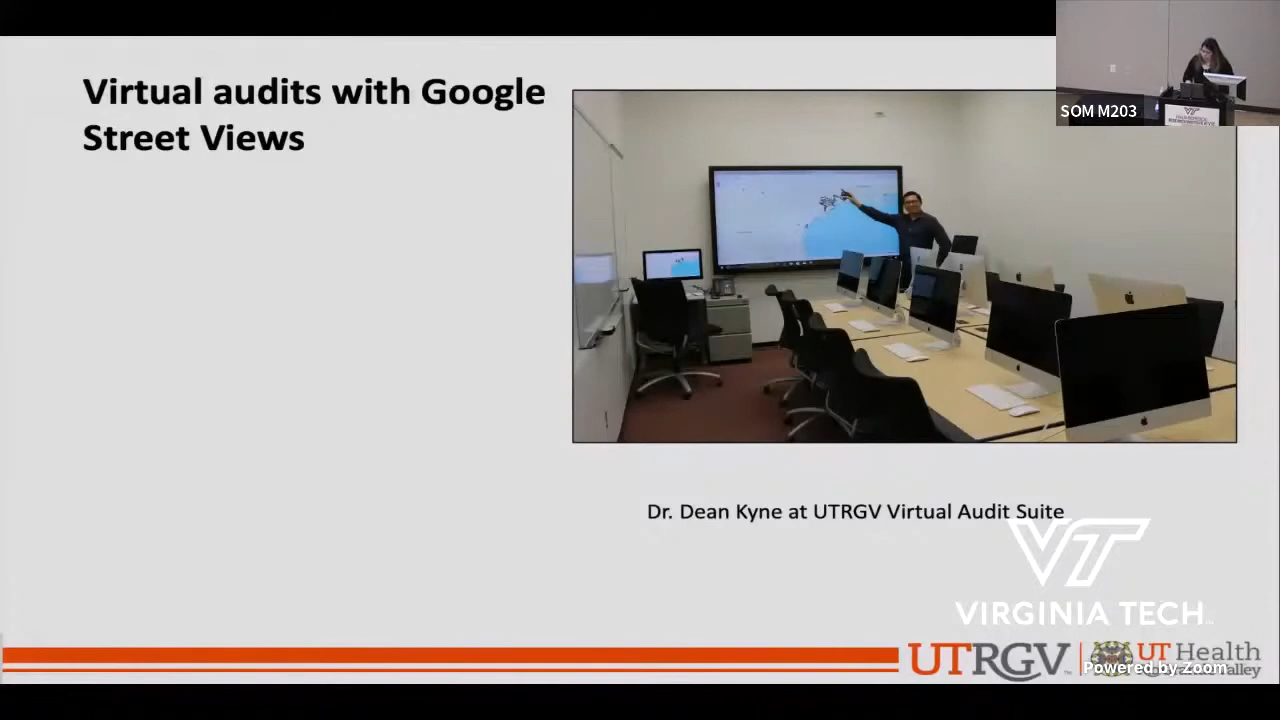 Virtual audits with Google
Street Views
SOM M203
Dr. Dean Kyne at UTRGV Virtual Audit Suite
VT
VIRGINIA TECH
UTRGV
UT Health
Powered by Zoom